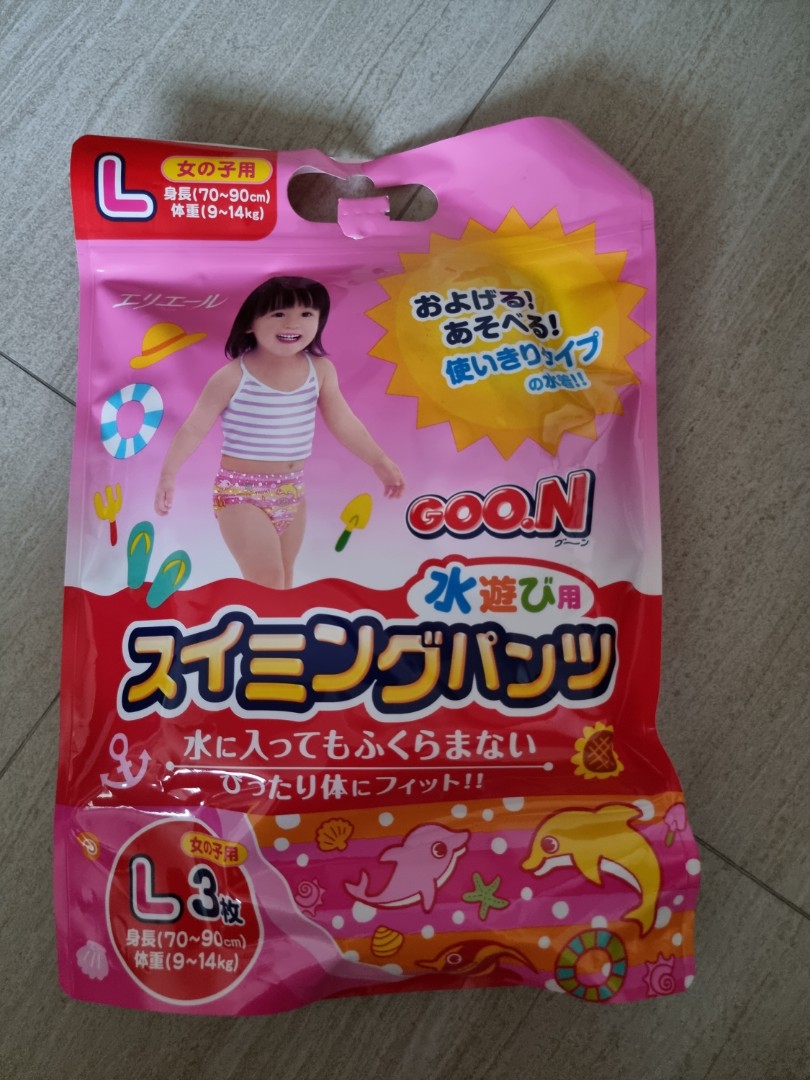 L
女の子用
身長(70~90cm)
体重(9~14kg)
エリエール
およげる!
あそべる!
使いきりタイプ
の水着!!
GOO.N
グ〜ン
水遊び用
スイミングパンツ
水に入ってもふくらまない
ぴったり体にフィット!!
女の子用
L 3枚
身長(70~90cm)
体重(9~14kg)